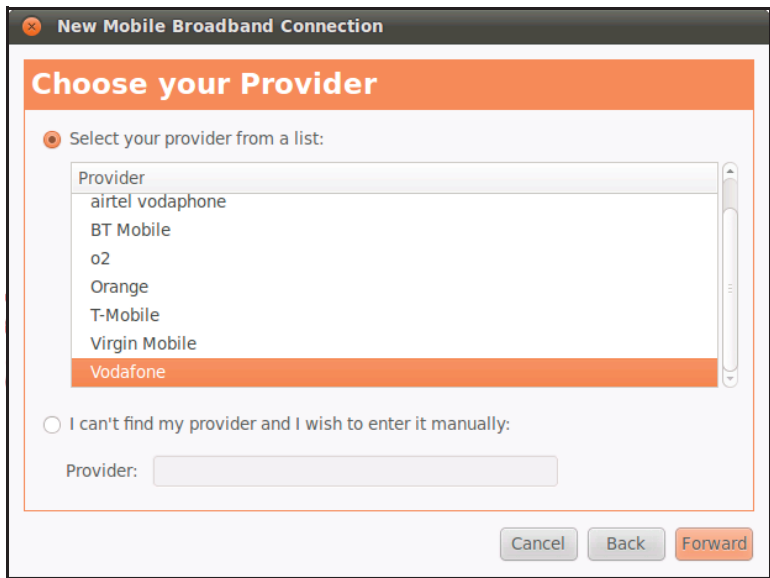 New Mobile Broadband Connection
Choose your Provider
Select your provider from a list:
Provider
airtel vodaphone
BT Mobile
o2
Orange
T-Mobile
Virgin Mobile
Vodafone
I can't find my provider and I wish to enter it manually:
Provider:
Cancel Back Forward